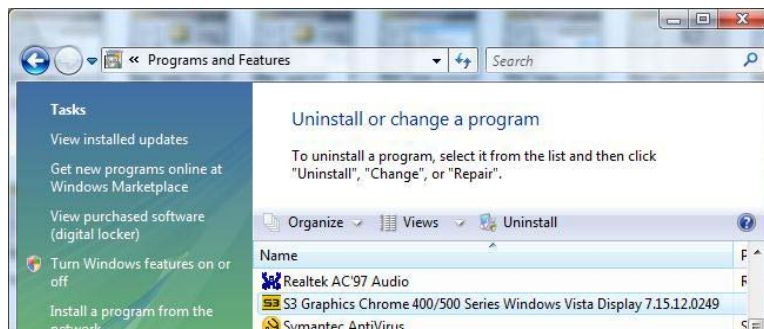 « Programs and Features
Search
Tasks
View installed updates
Get new programs online at
Windows Marketplace
View purchased software
(digital locker)
Turn Windows features on or
off
Install a program from the
network
Uninstall or change a program
To uninstall a program, select it from the list and then click
"Uninstall", "Change", or "Repair".
Organize Views Uninstall
Name
Realtek AC'97 Audio
S3 S3 Graphics Chrome 400/500 Series Windows Vista Display 7.15.12.0249
Symantec AntiVirus